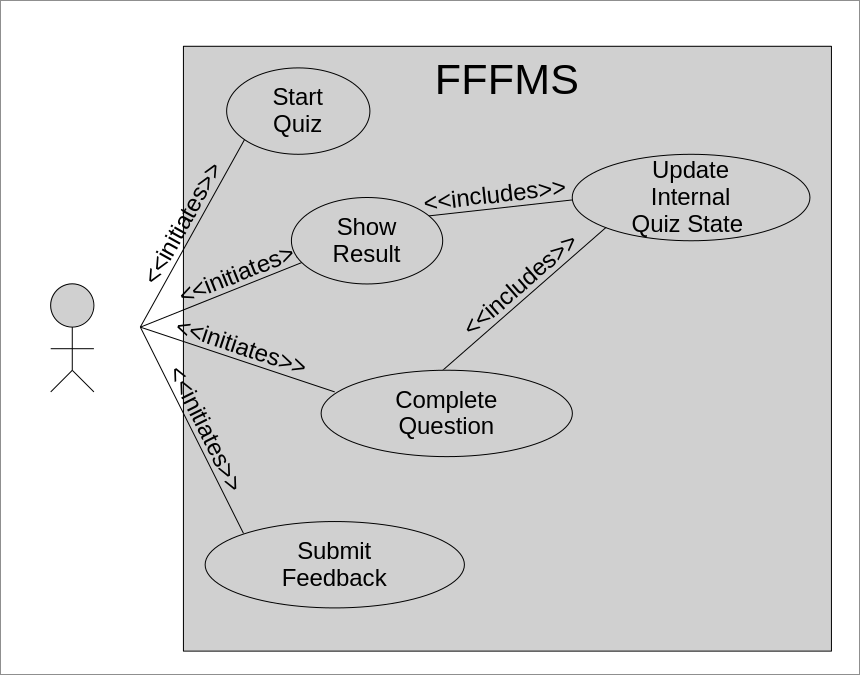 FFFMS
Start
Quiz
<<initiates>>
Show
Result
<<initiates>>
<<includes>>
Update
Internal
Quiz State
<<includes>>
<<initiates>>
Complete
Question
<<initiates>>
Submit
Feedback